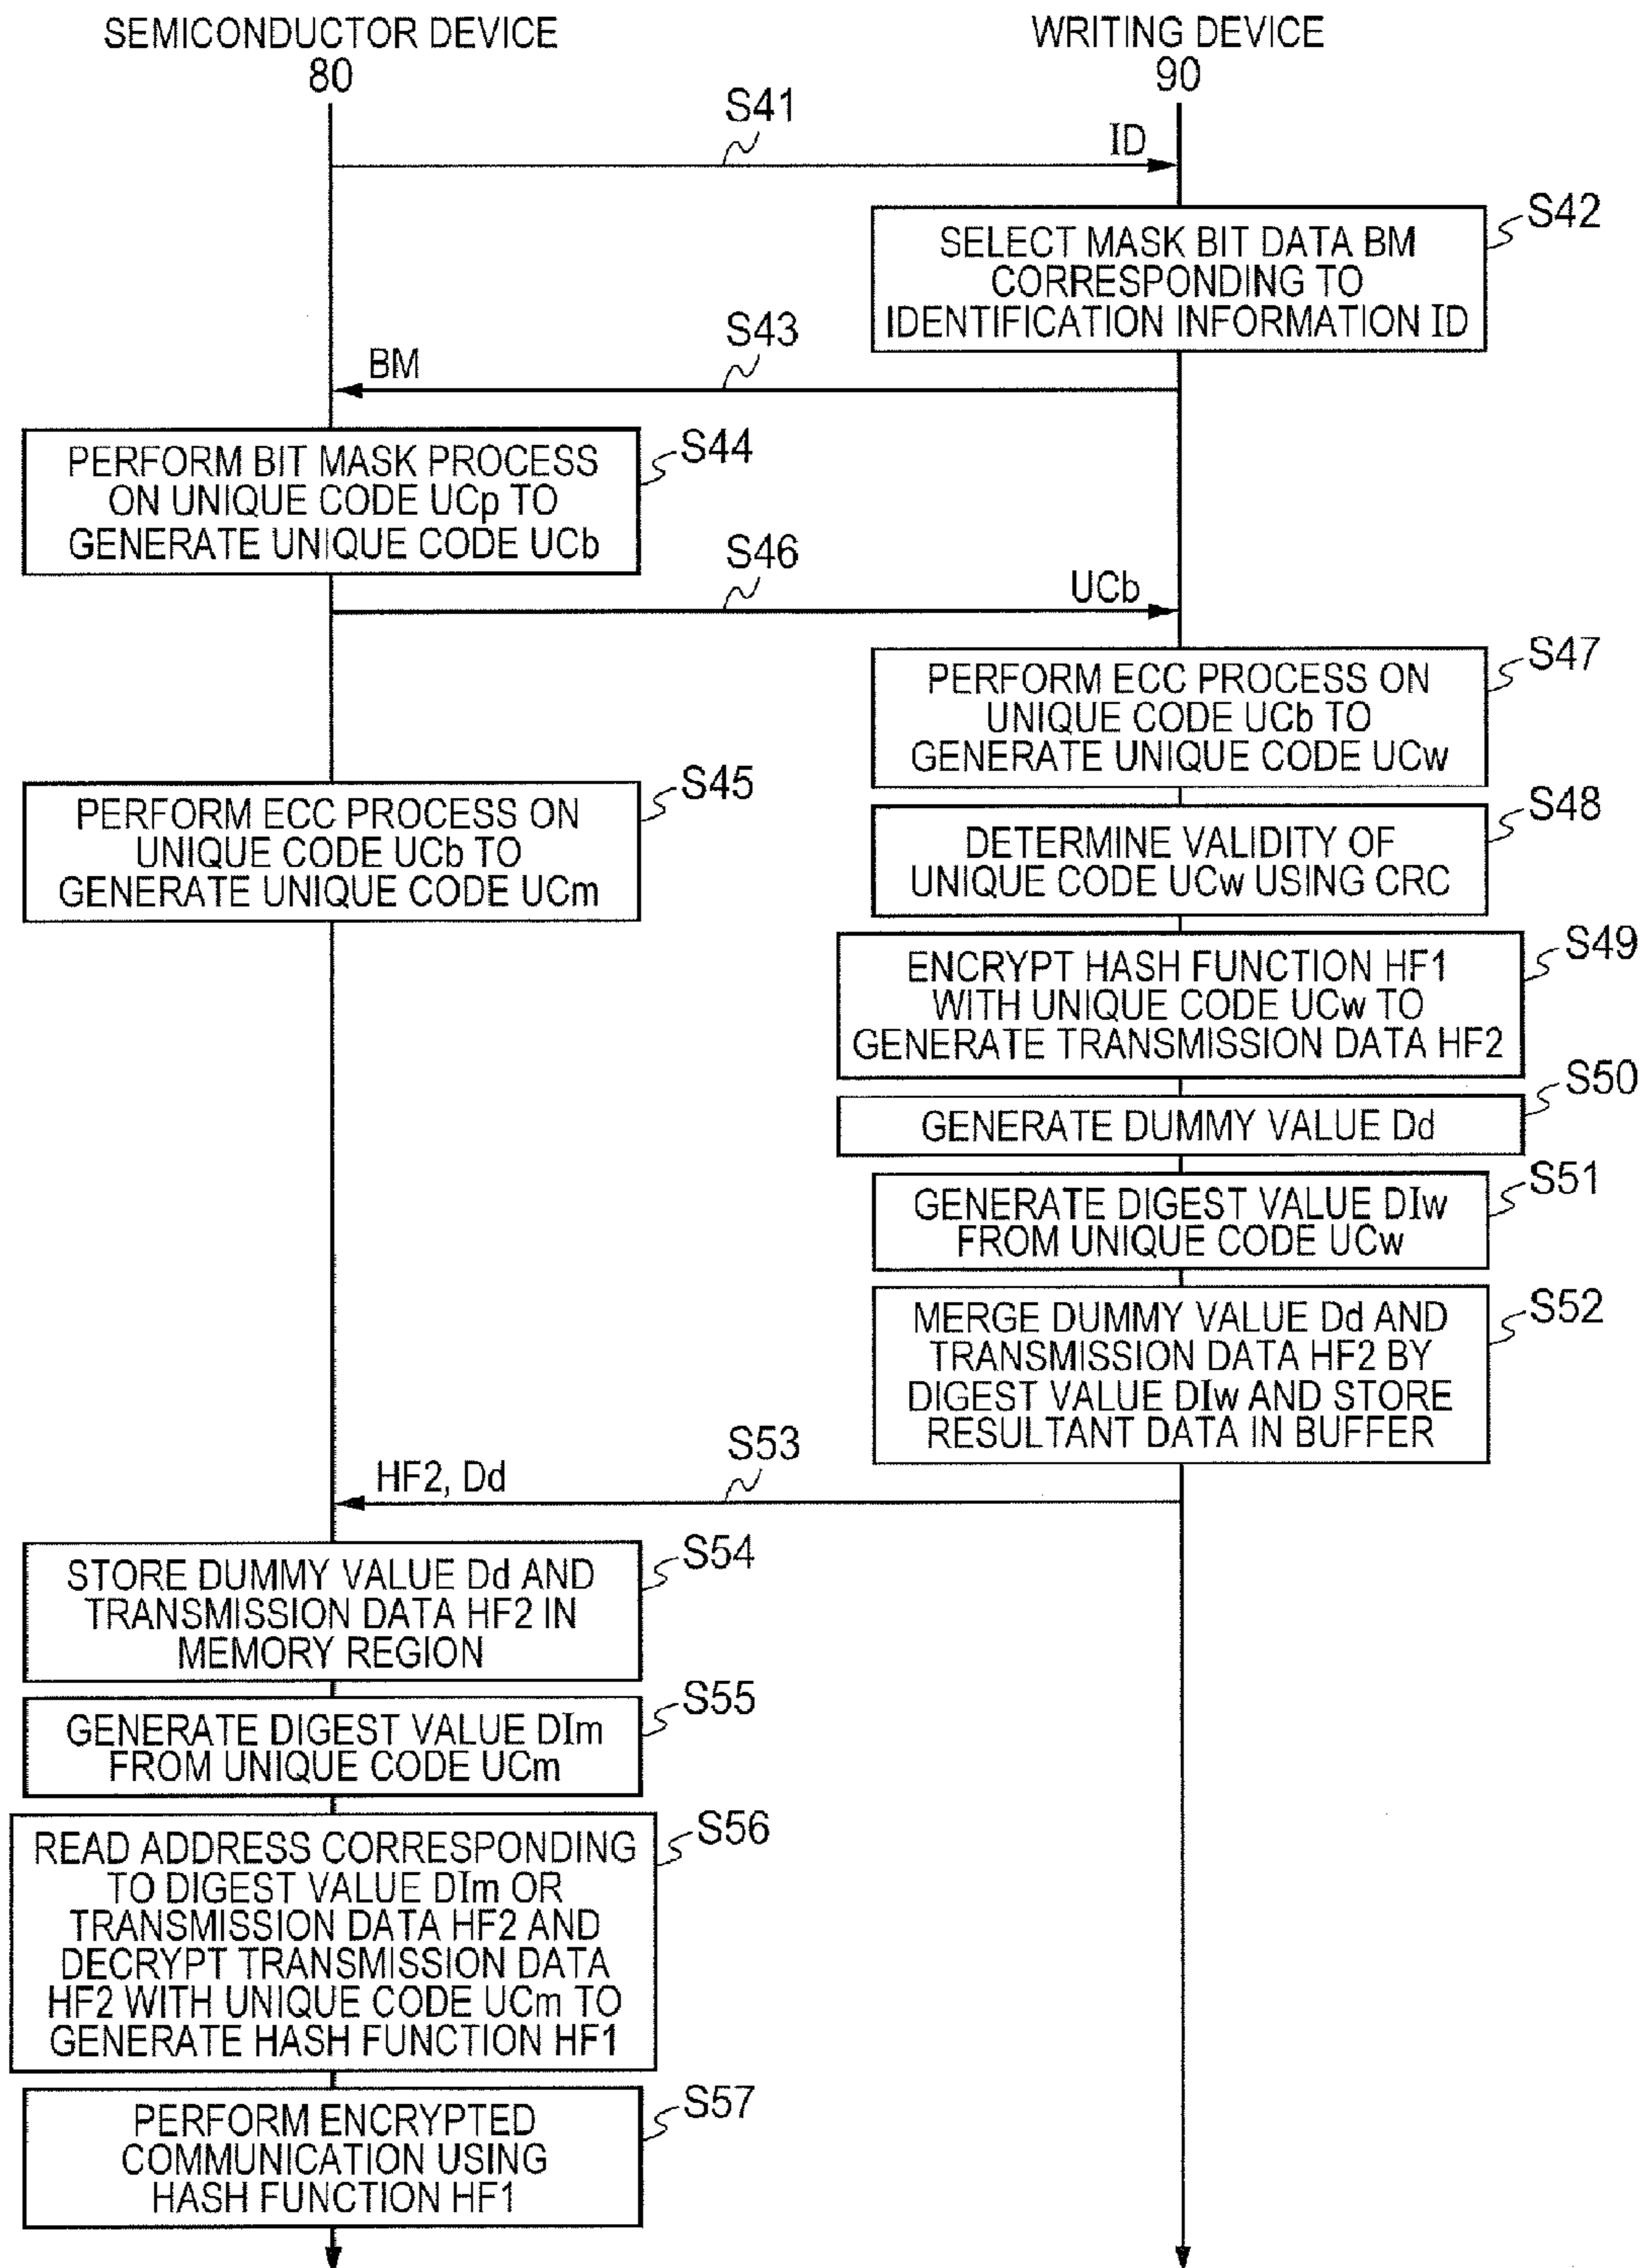 SEMICONDUCTOR DEVICE
80
WRITING DEVICE
90
S41
ID
S42
SELECT MASK BIT DATA BM
CORRESPONDING TO
IDENTIFICATION INFORMATION ID
S43
BM
S44
PERFORM BIT MASK PROCESS
ON UNIQUE CODE UCp TO
GENERATE UNIQUE CODE UCb
S46
UCb
S47
PERFORM ECC PROCESS ON
UNIQUE CODE UCb TO
GENERATE UNIQUE CODE UCw
S45
PERFORM ECC PROCESS ON
UNIQUE CODE UCb TO
GENERATE UNIQUE CODE UCm
S48
DETERMINE VALIDITY OF
UNIQUE CODE UCw USING CRC
S49
ENCRYPT HASH FUNCTION HF1
WITH UNIQUE CODE UCw TO
GENERATE TRANSMISSION DATA HF2
S50
GENERATE DUMMY VALUE Dd
S51
GENERATE DIGEST VALUE DIw
FROM UNIQUE CODE UCw
S52
MERGE DUMMY VALUE Dd AND
TRANSMISSION DATA HF2 BY
DIGEST VALUE DIw AND STORE
RESULTANT DATA IN BUFFER
S53
HF2, Dd
S54
STORE DUMMY VALUE Dd AND
TRANSMISSION DATA HF2 IN
MEMORY REGION
S55
GENERATE DIGEST VALUE DIm
FROM UNIQUE CODE UCm
S56
READ ADDRESS CORRESPONDING
TO DIGEST VALUE DIm OR
TRANSMISSION DATA HF2 AND
DECRYPT TRANSMISSION DATA
HF2 WITH UNIQUE CODE UCm TO
GENERATE HASH FUNCTION HF1
S57
PERFORM ENCRYPTED
COMMUNICATION USING
HASH FUNCTION HF1